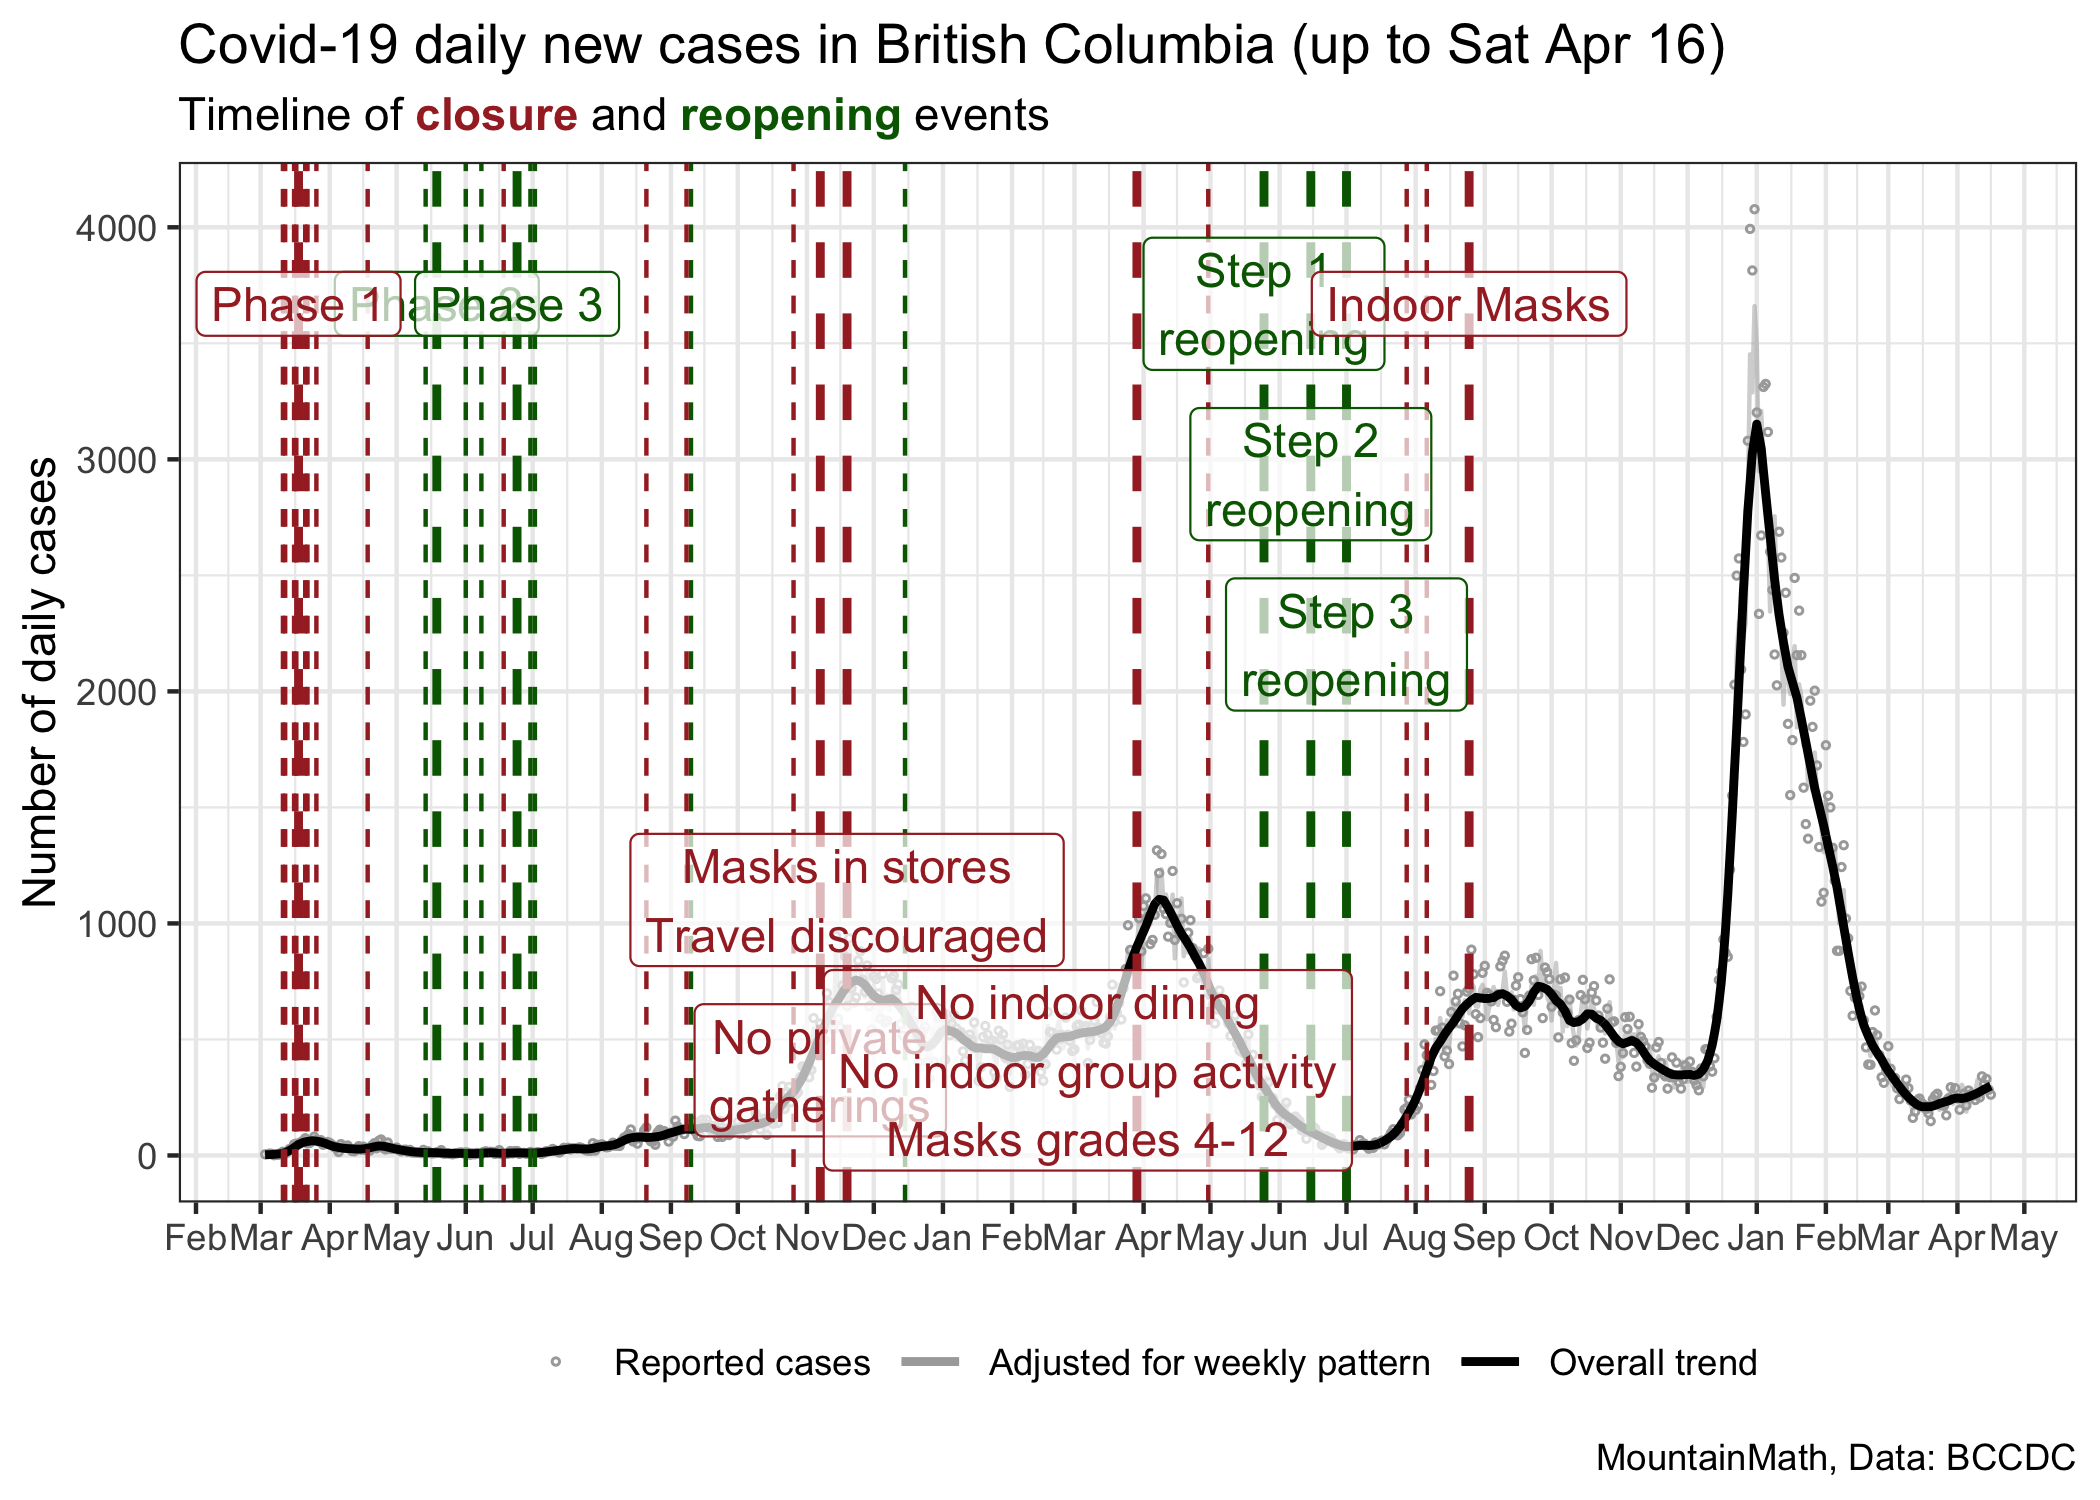 Covid-19 daily new cases in British Columbia (up to Sat Apr 16)
Timeline of closure and reopening events
Number of daily cases
4000
3000
2000
1000
0
Phase 1
Phase 2
Phase 3
Step 1
reopening
Indoor Masks
Step 2
reopening
Step 3
reopening
Masks in stores
Travel discouraged
No private
gatherings
No indoor dining
No indoor group activity
Masks grades 4-12
Feb Mar Apr May Jun Jul Aug Sep Oct Nov Dec Jan Feb Mar Apr May Jun Jul Aug Sep Oct Nov Dec Jan Feb Mar Apr May
Reported cases Adjusted for weekly pattern Overall trend
MountainMath, Data: BCCDC